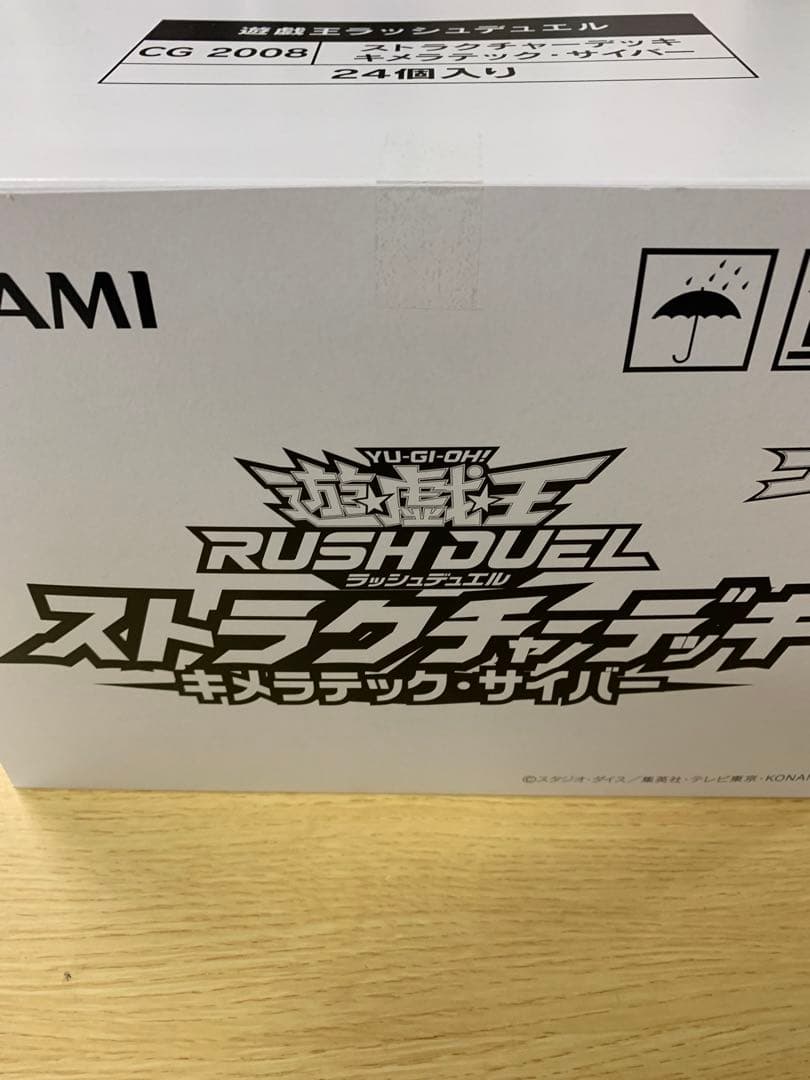 遊戯王ラッシュデュエル
CG 2008
ストラクチャーデッキ
キメラテック・サイバー
24個入り
AMI
YU-GI-OH!
遊☆戯☆王
RUSH DUEL
ラッシュデュエル
ストラクチャーデッキ
キメラテック・サイバー
©スタジオ・ダイス／集英社・テレビ東京・KONAM